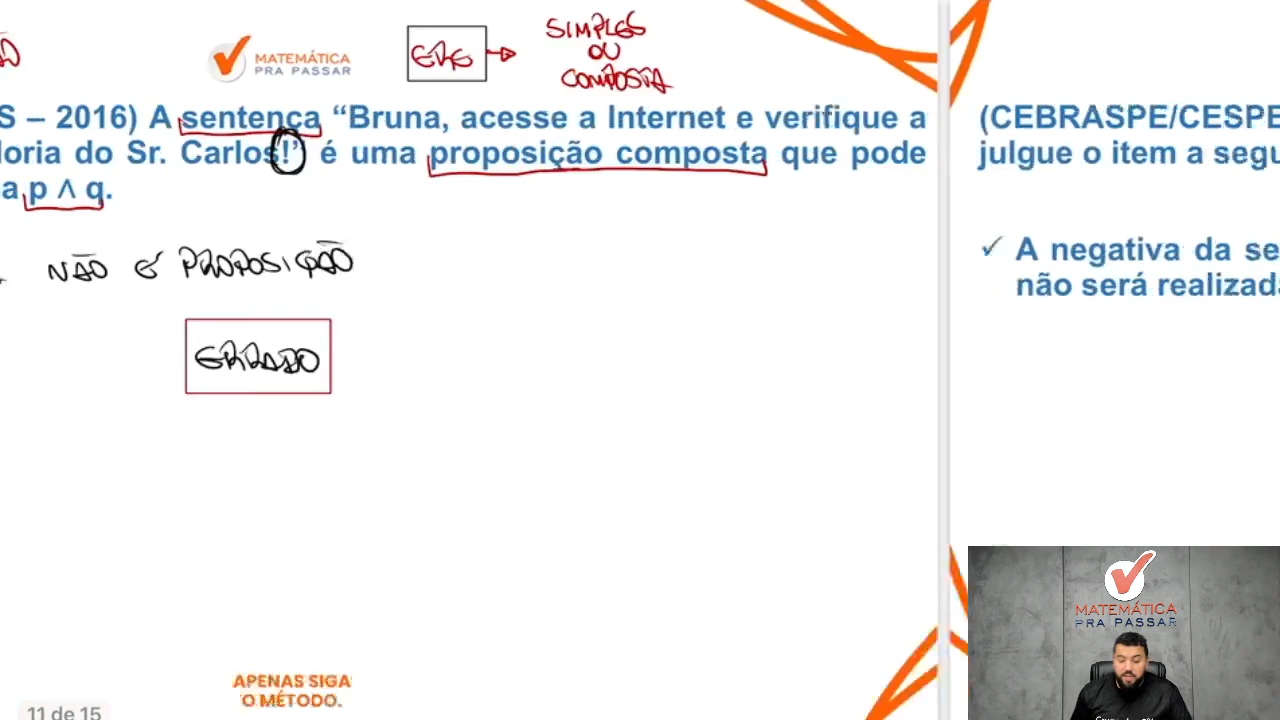 ÃO
MATEMÁTICA
PRA PASSAR
SIMPLES
OU
COMPOSTA
S – 2016) A sentença “Bruna, acesse a Internet e verifique a
loria do Sr. Carlos!” é uma proposição composta que pode
a p ∧ q.
NÃO É PROPOSIÇÃO
ERRADO
APENAS SIGA
O MÉTODO.
11 de 15
(CEBRASPE/CESPE
julgue o item a segu
✓ A negativa da se
não será realizada
MATEMÁTICA
PRA PASSAR